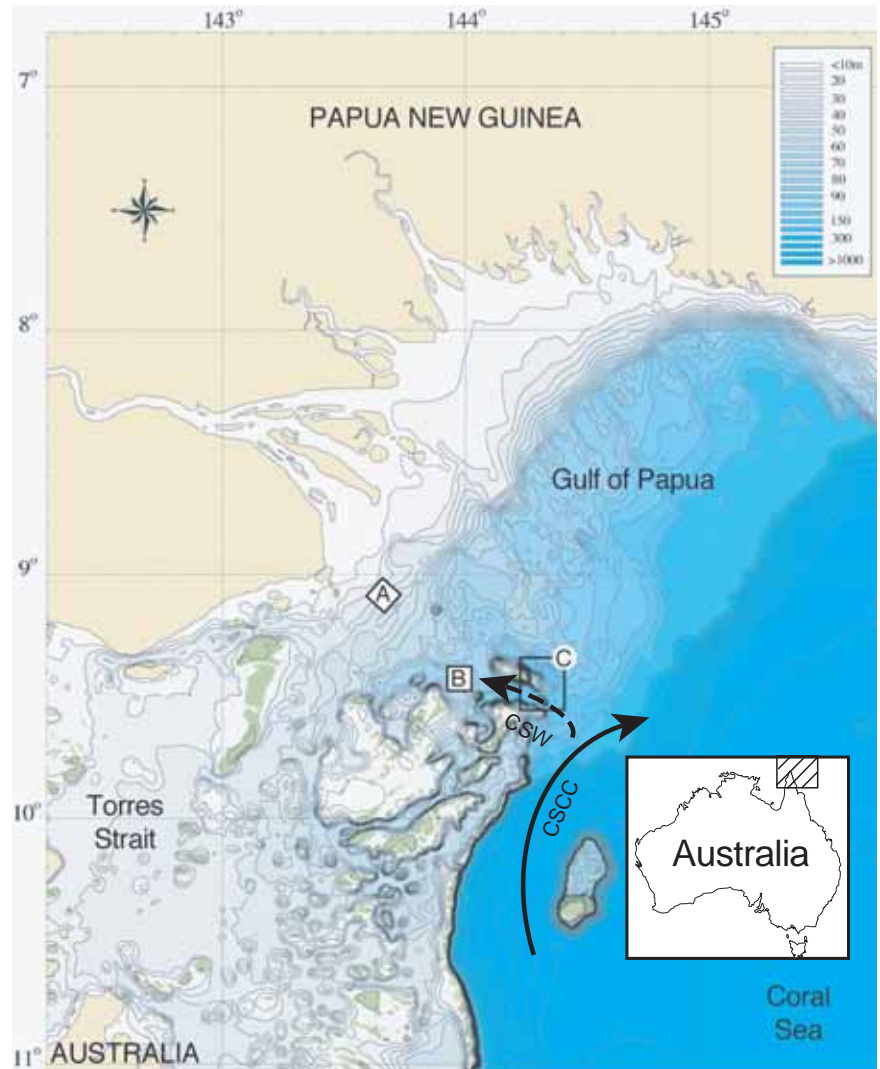 143°
144°
145°
7°
PAPUA NEW GUINEA
<10m
20
30
40
50
60
70
80
90
150
300
>1000
8°
Gulf of Papua
9°
A
B
C
CSW
CSCC
10°
Torres
Strait
Australia
Coral
Sea
11°
AUSTRALIA